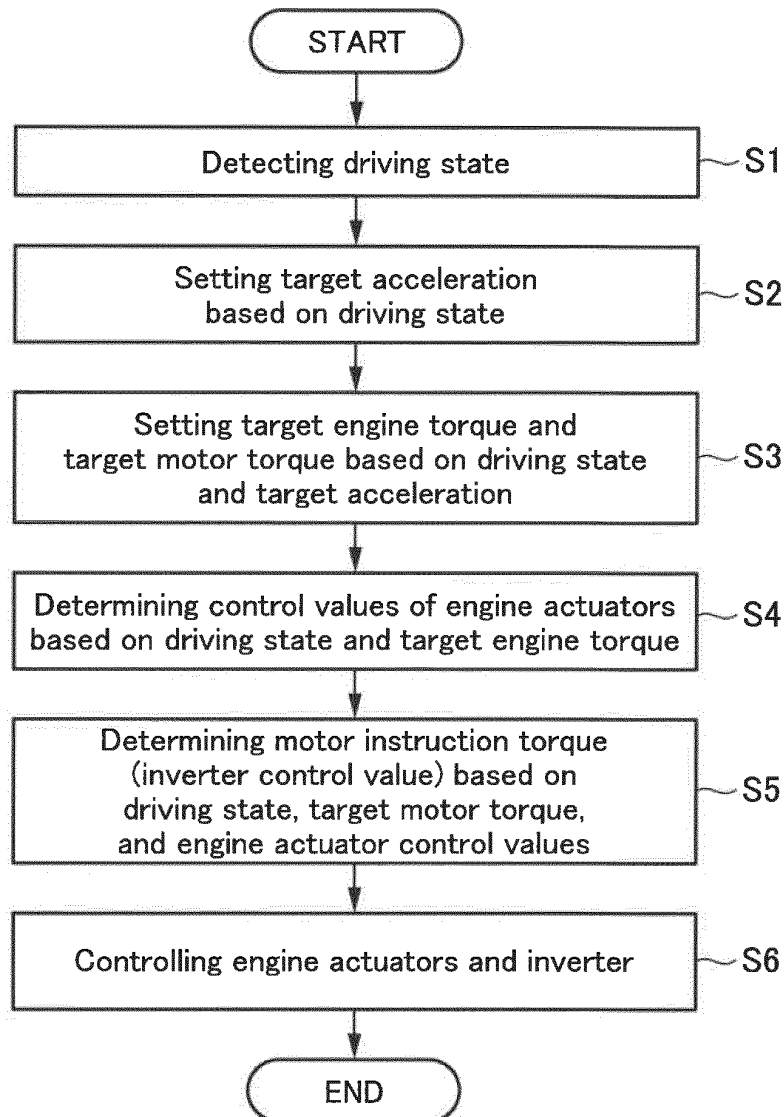 START
Detecting driving state
S1
Setting target acceleration
based on driving state
S2
Setting target engine torque and
target motor torque based on driving state
and target acceleration
S3
Determining control values of engine actuators
based on driving state and target engine torque
S4
Determining motor instruction torque
(inverter control value) based on
driving state, target motor torque,
and engine actuator control values
S5
Controlling engine actuators and inverter
S6
END